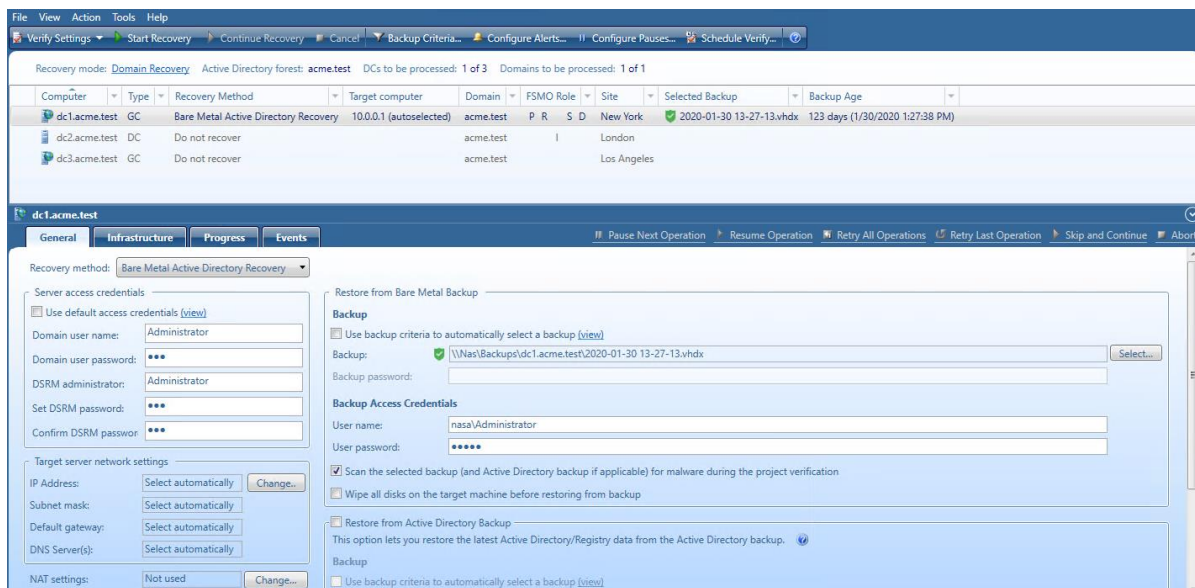 File View Action Tools Help
Verify Settings Start Recovery Continue Recovery Cancel Backup Criteria... Configure Alerts... Configure Pauses... Schedule Verify...
Recovery mode: Domain Recovery Active Directory forest: acme.test DCs to be processed: 1 of 3 Domains to be processed: 1 of 1
Computer Type Recovery Method Target computer Domain FSMO Role Site Selected Backup Backup Age
dc1.acme.test GC Bare Metal Active Directory Recovery 10.0.0.1 (autoselected) acme.test P R S D New York 2020-01-30 13-27-13.vhdx 123 days (1/30/2020 1:27:38 PM)
dc2.acme.test DC Do not recover acme.test I London
dc3.acme.test GC Do not recover acme.test Los Angeles
dc1.acme.test
General Infrastructure Progress Events Pause Next Operation Resume Operation Retry All Operations Retry Last Operation Skip and Continue Abort
Recovery method: Bare Metal Active Directory Recovery
Server access credentials
Use default access credentials (view)
Domain user name: Administrator
Domain user password:
DSRM administrator: Administrator
Set DSRM password:
Confirm DSRM passwor
Target server network settings
IP Address: Select automatically Change..
Subnet mask: Select automatically
Default gateway: Select automatically
DNS Server(s): Select automatically
NAT settings: Not used Change...
Restore from Bare Metal Backup
Backup
Use backup criteria to automatically select a backup (view)
Backup: \\Nas\Backups\dc1.acme.test\2020-01-30 13-27-13.vhdx Select...
Backup password:
Backup Access Credentials
User name: nasa\Administrator
User password:
Scan the selected backup (and Active Directory backup if applicable) for malware during the project verification
Wipe all disks on the target machine before restoring from backup
Restore from Active Directory Backup
This option lets you restore the latest Active Directory/Registry data from the Active Directory backup.
Backup
Use backup criteria to automatically select a backup (view)